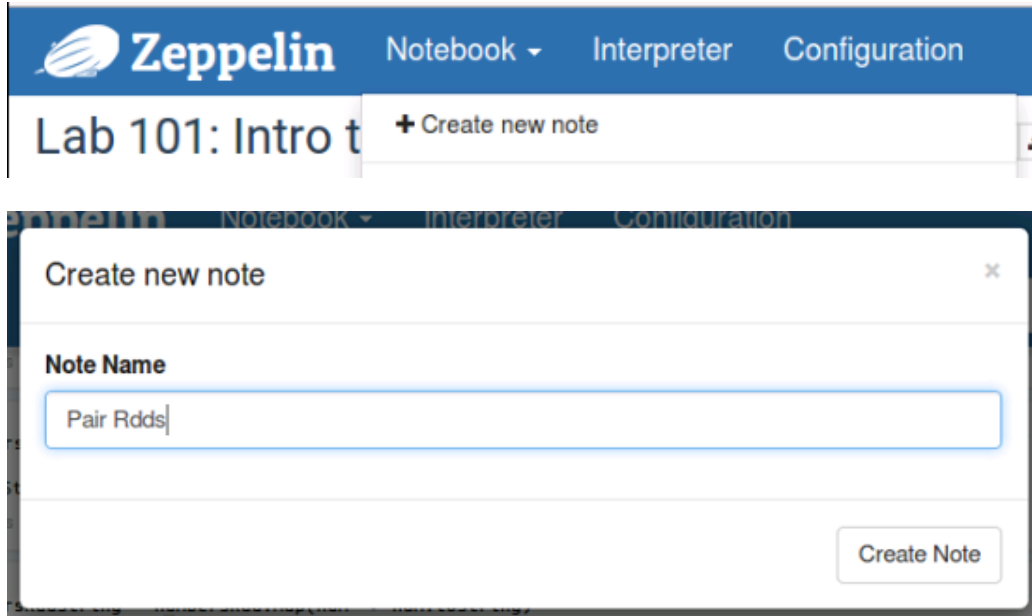 Zeppelin Notebook Interpreter Configuration
Lab 101: Intro t
+ Create new note
Notebook Interpreter Configuration
Create new note ×
Note Name
Pair Rdds
Create Note